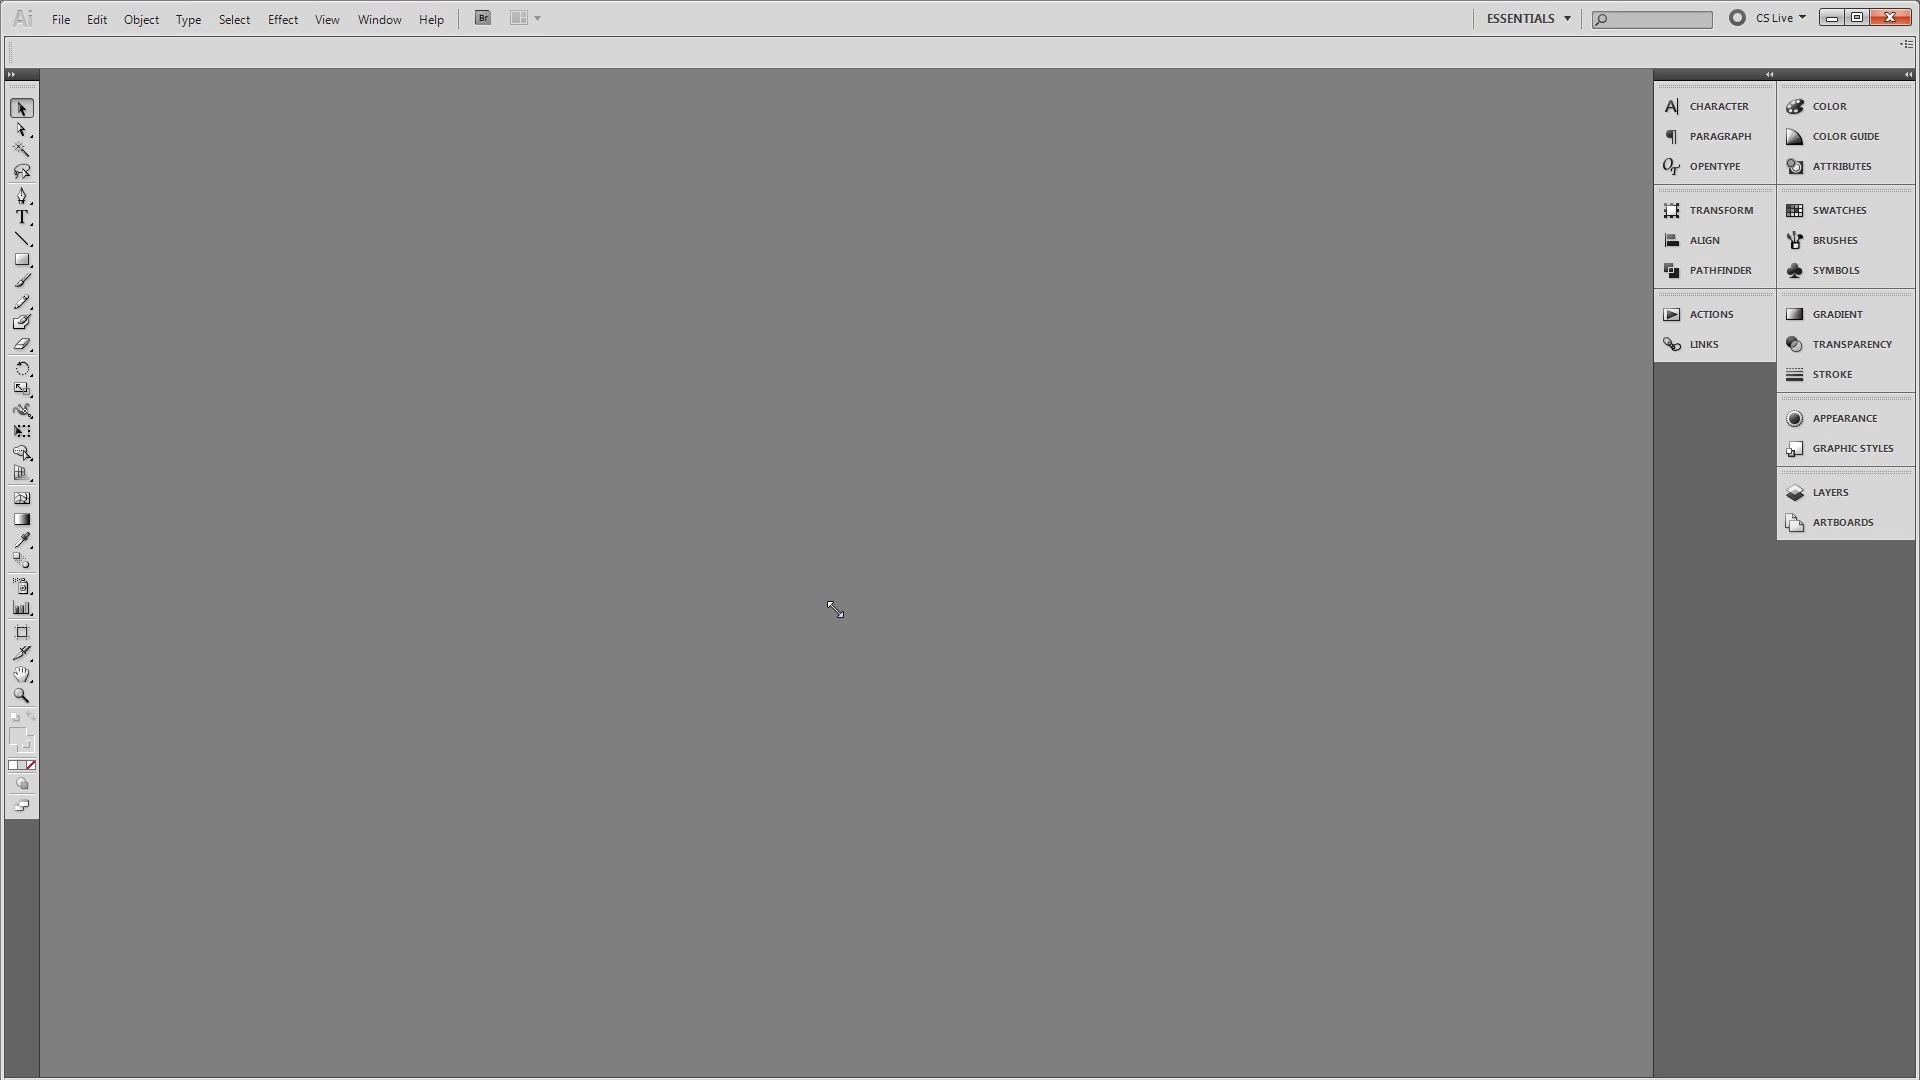 Ai File Edit Object Type Select Effect View Window Help Br ESSENTIALS CS Live
CHARACTER
PARAGRAPH
OPENTYPE
TRANSFORM
ALIGN
PATHFINDER
ACTIONS
LINKS
COLOR
COLOR GUIDE
ATTRIBUTES
SWATCHES
BRUSHES
SYMBOLS
GRADIENT
TRANSPARENCY
STROKE
APPEARANCE
GRAPHIC STYLES
LAYERS
ARTBOARDS